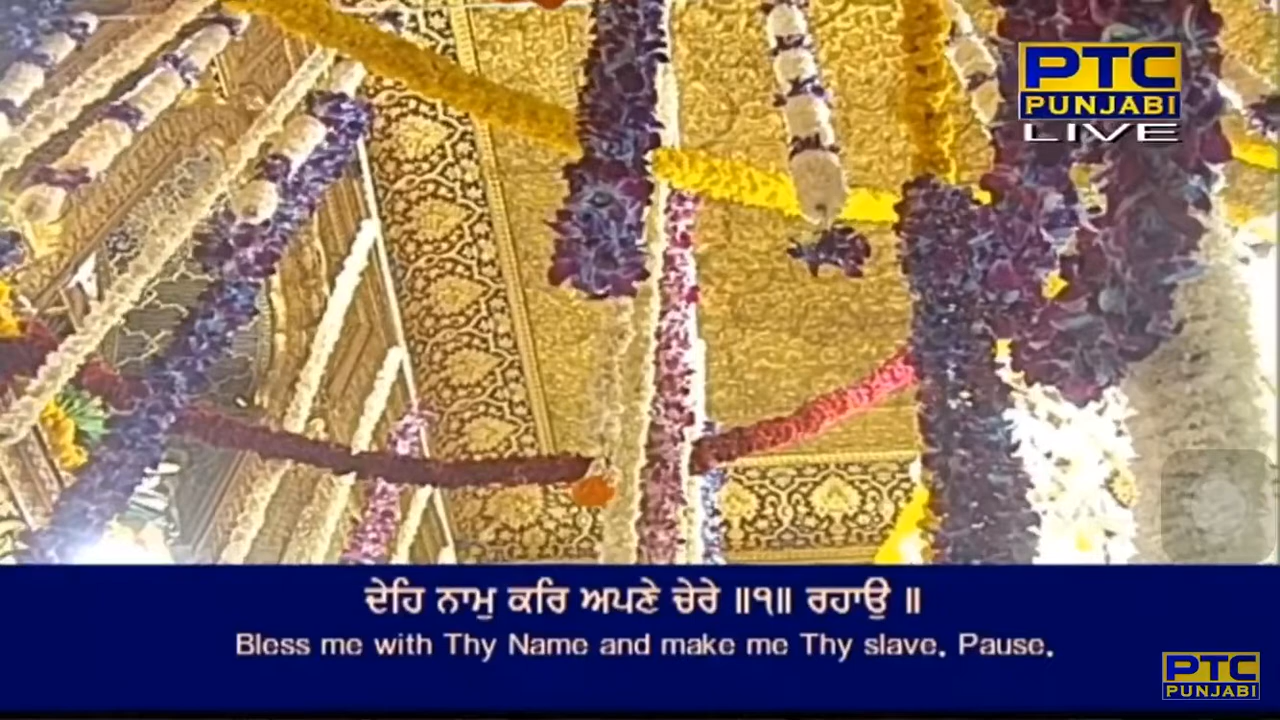 PTC
PUNJABI
LIVE
ਦੇਹਿ ਨਾਮੁ ਕਰਿ ਅਪਣੇ ਚੇਰੇ ॥੧॥ ਰਹਾਉ ॥
Bless me with Thy Name and make me Thy slave. Pause.
PTC
PUNJABI